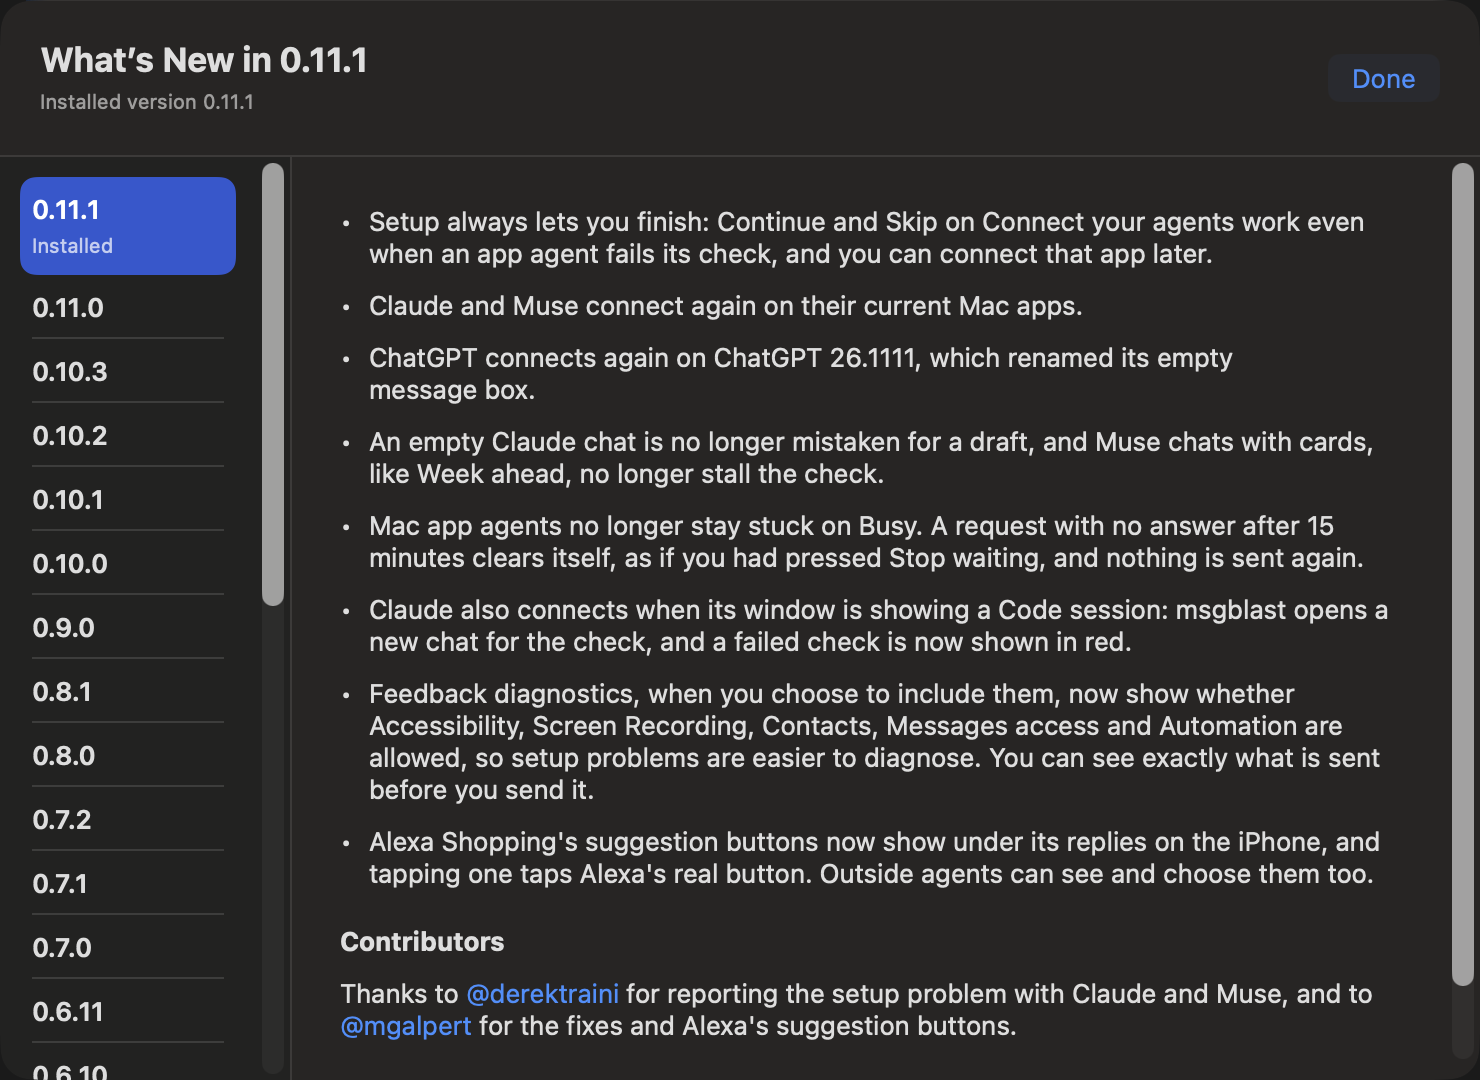 What's New in 0.11.1
Installed version 0.11.1
Done
0.11.1
Installed
0.11.0
0.10.3
0.10.2
0.10.1
0.10.0
0.9.0
0.8.1
0.8.0
0.7.2
0.7.1
0.7.0
0.6.11
0.6.10
• Setup always lets you finish: Continue and Skip on Connect your agents work even
when an app agent fails its check, and you can connect that app later.
• Claude and Muse connect again on their current Mac apps.
• ChatGPT connects again on ChatGPT 26.1111, which renamed its empty
message box.
• An empty Claude chat is no longer mistaken for a draft, and Muse chats with cards,
like Week ahead, no longer stall the check.
• Mac app agents no longer stay stuck on Busy. A request with no answer after 15
minutes clears itself, as if you had pressed Stop waiting, and nothing is sent again.
• Claude also connects when its window is showing a Code session: msgblast opens a
new chat for the check, and a failed check is now shown in red.
• Feedback diagnostics, when you choose to include them, now show whether
Accessibility, Screen Recording, Contacts, Messages access and Automation are
allowed, so setup problems are easier to diagnose. You can see exactly what is sent
before you send it.
• Alexa Shopping's suggestion buttons now show under its replies on the iPhone, and
tapping one taps Alexa's real button. Outside agents can see and choose them too.
Contributors
Thanks to @derektraini for reporting the setup problem with Claude and Muse, and to
@mgalpert for the fixes and Alexa's suggestion buttons.